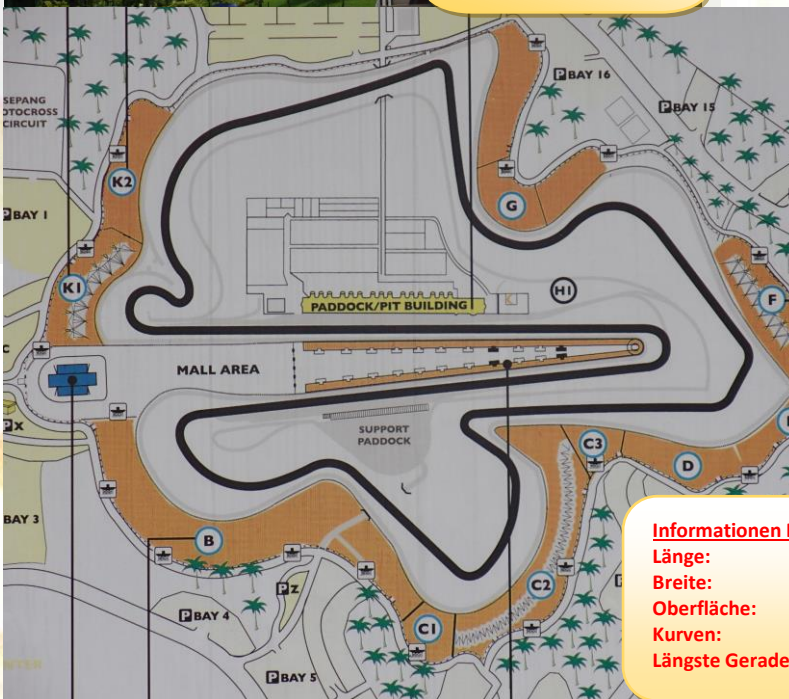 BAY 16
BAY 15
SEPANG
OTOCROSS
CIRCUIT
K2
G
BAY 1
K1
H1
F
PADDOCK/PIT BUILDING
MALL AREA
C
X
SUPPORT
PADDOCK
C3
D
BAY 3
B
C2
Z
BAY 4
C1
BAY 5
Informationen
Länge:
Breite:
Oberfläche:
Kurven:
Längste Gerade